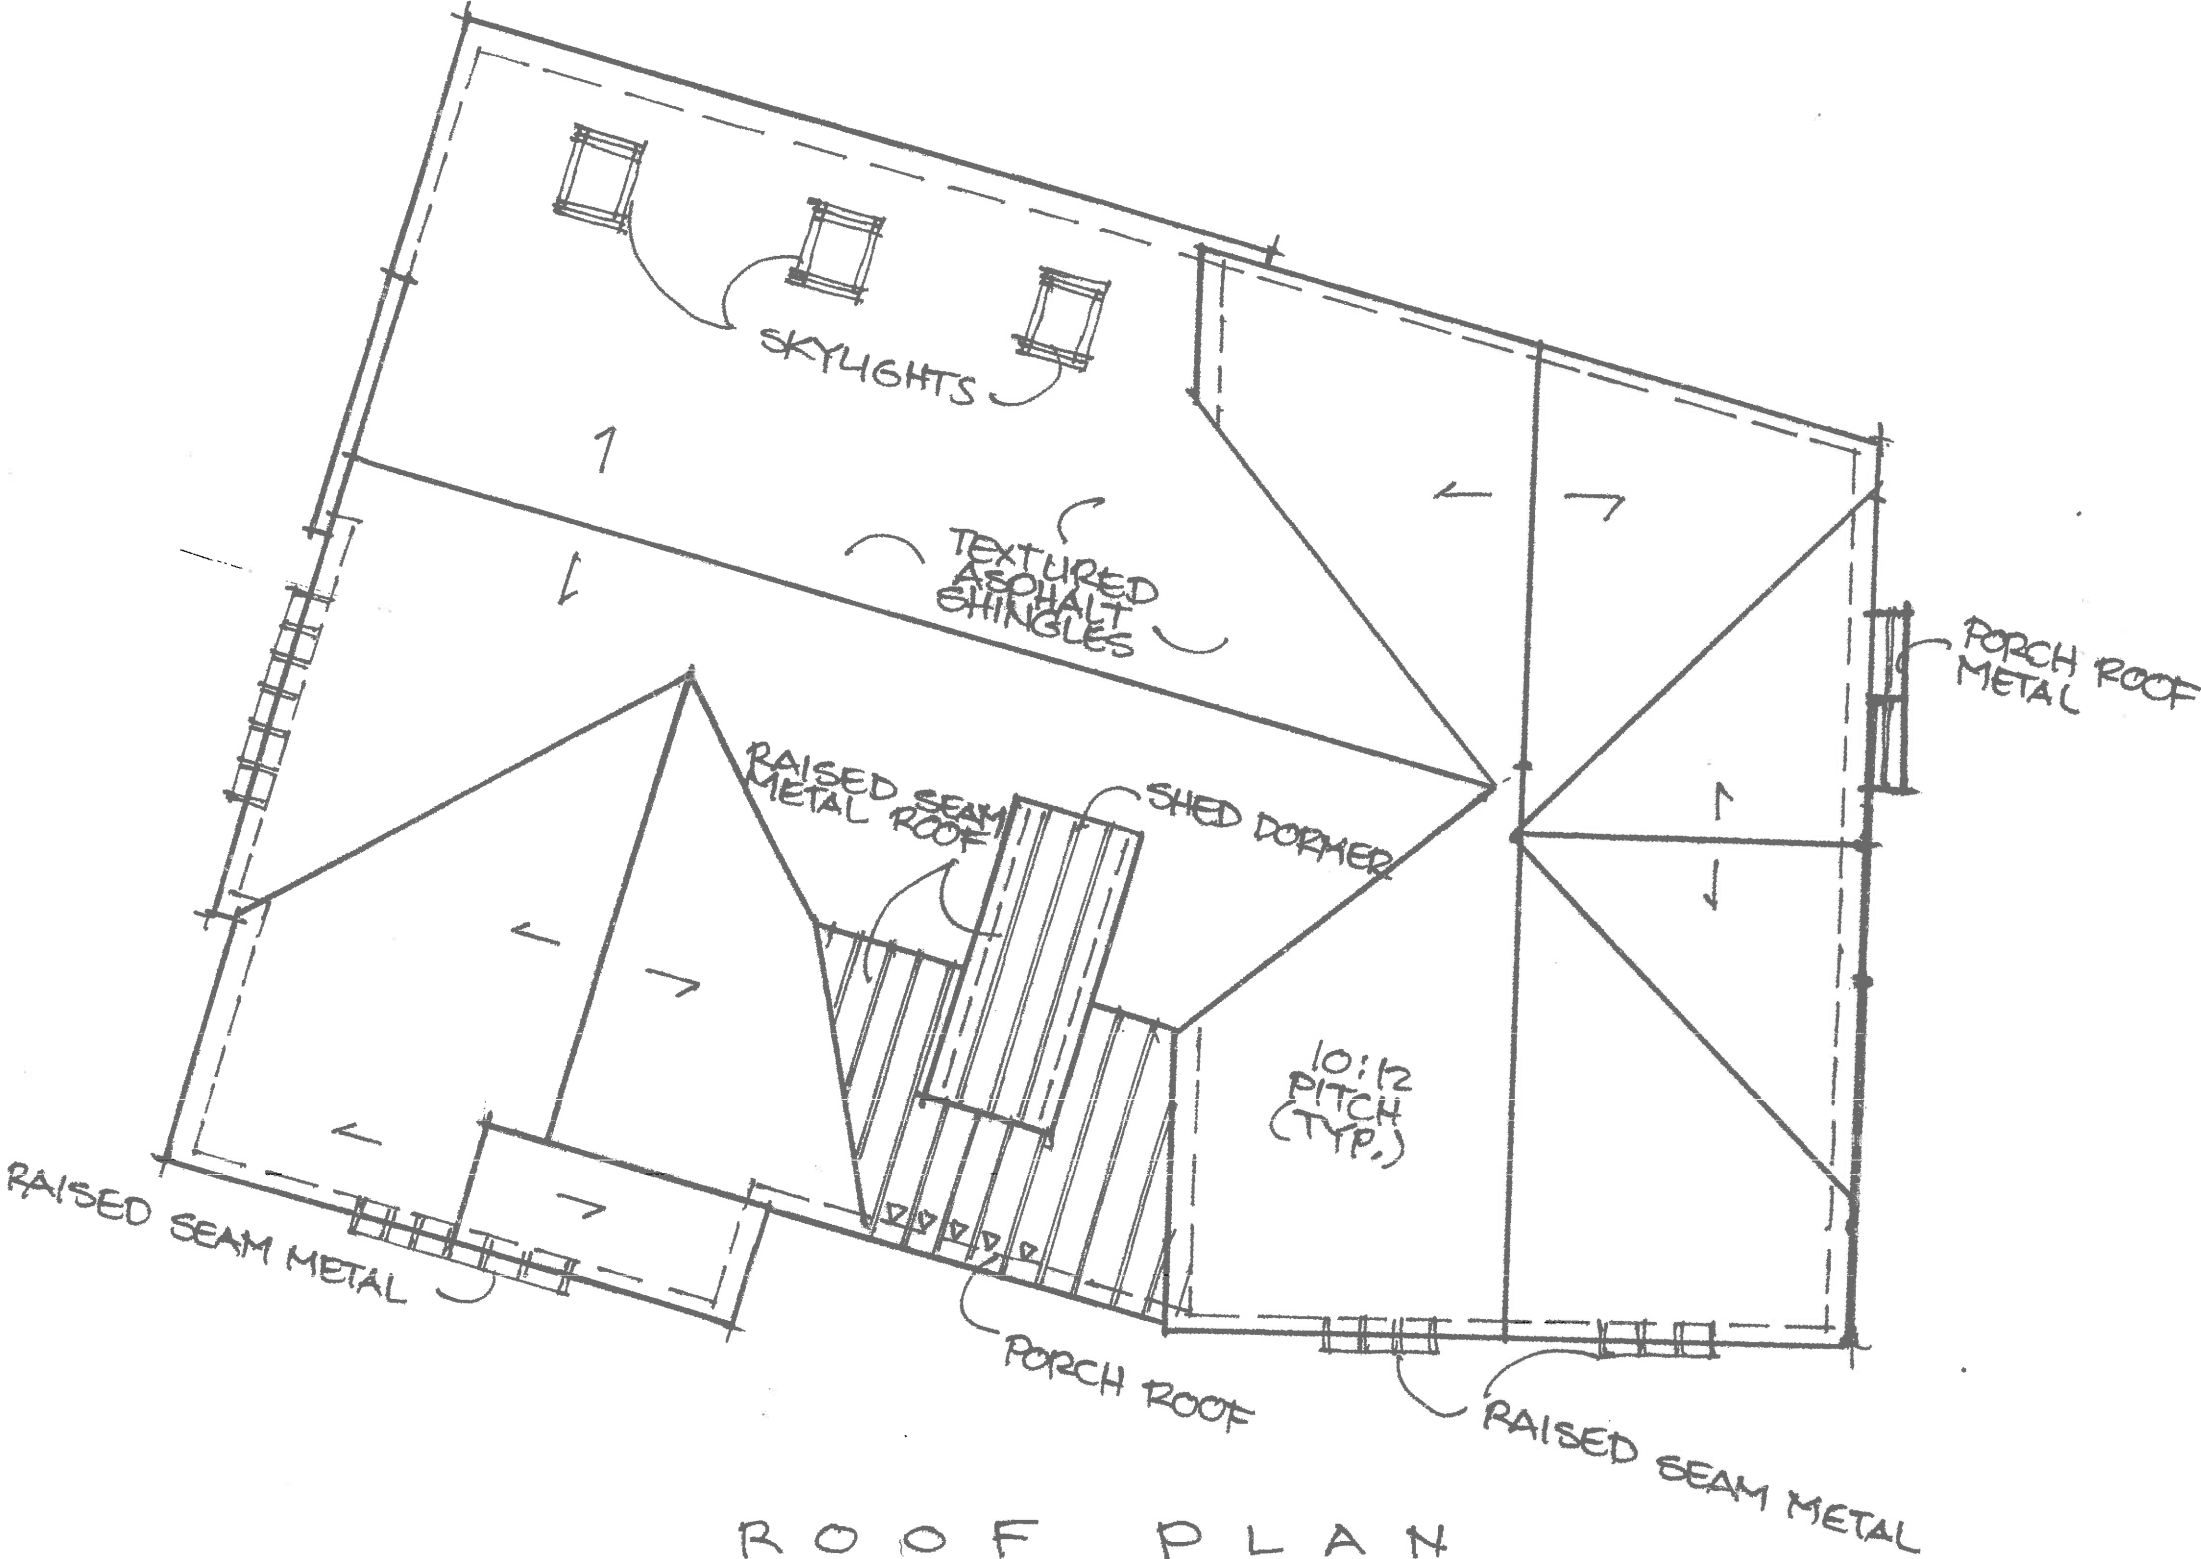 SKYLIGHTS
TEXTURED
ASPHALT
SHINGLES
PORCH ROOF
METAL
RAISED SEAM
METAL ROOF
SHED DORMER
10:12
PITCH
(TYP.)
RAISED SEAM METAL
PORCH ROOF
RAISED SEAM METAL
ROOF PLAN